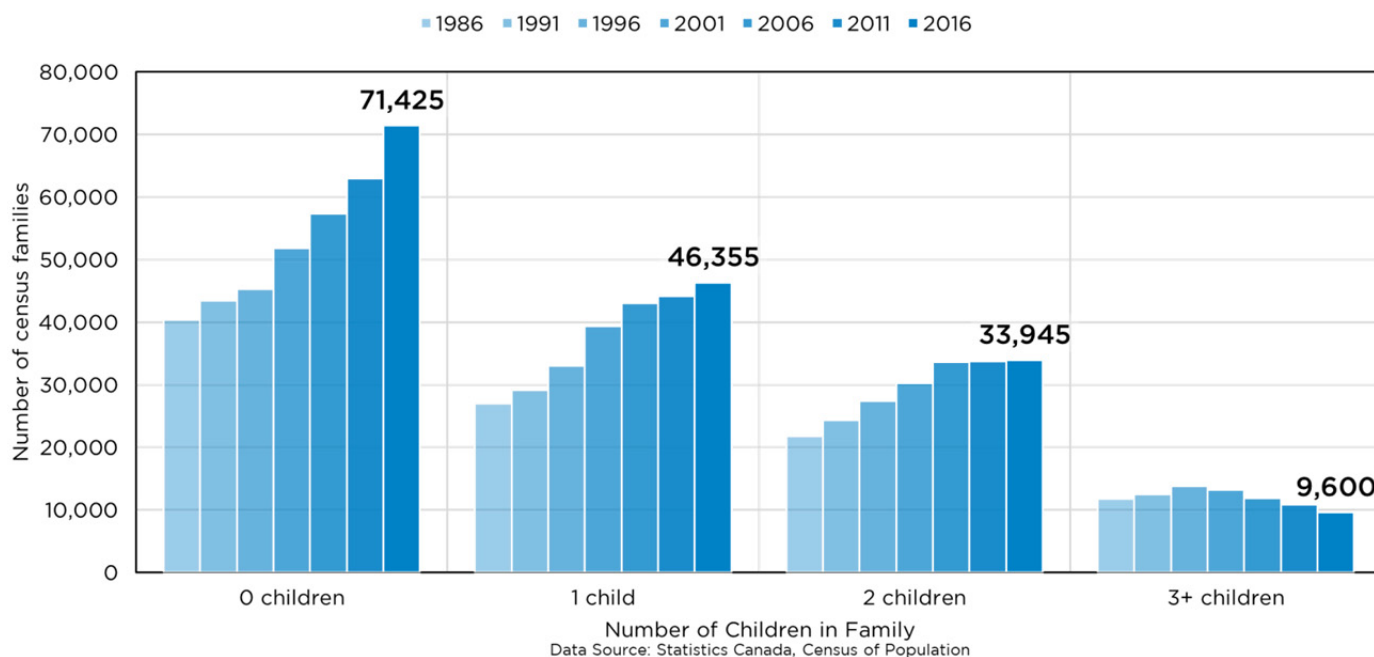 1986 1991 1996 2001 2006 2011 2016
80,000
70,000
60,000
50,000
40,000
30,000
20,000
10,000
0
Number of census families
71,425
46,355
33,945
9,600
0 children 1 child 2 children 3+ children
Number of Children in Family
Data Source: Statistics Canada, Census of Population